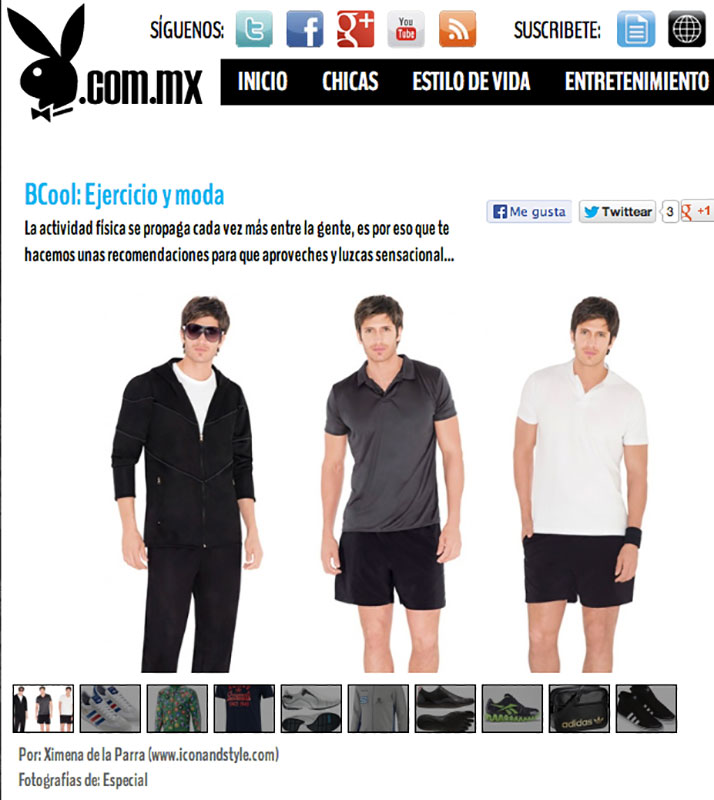 SÍGUENOS:
You
Tube
SUSCRIBETE:
.com.mx
INICIO
CHICAS
ESTILO DE VIDA
ENTRETENIMIENTO
BCool: Ejercicio y moda
Me gusta
Twittear
3
+1
La actividad física se propaga cada vez más entre la gente, es por eso que te
hacemos unas recomendaciones para que aproveches y luzcas sensacional...
adidas
Por: Ximena de la Parra (www.iconandstyle.com)
Fotografías de: Especial